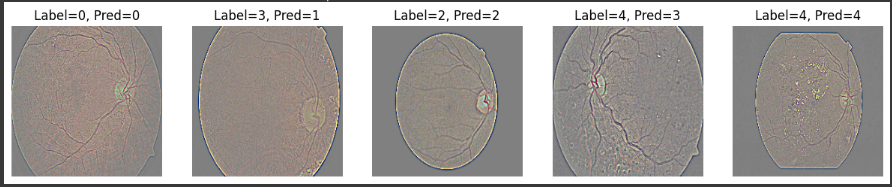 Label=0, Pred=0
Label=3, Pred=1
Label=2, Pred=2
Label=4, Pred=3
Label=4, Pred=4